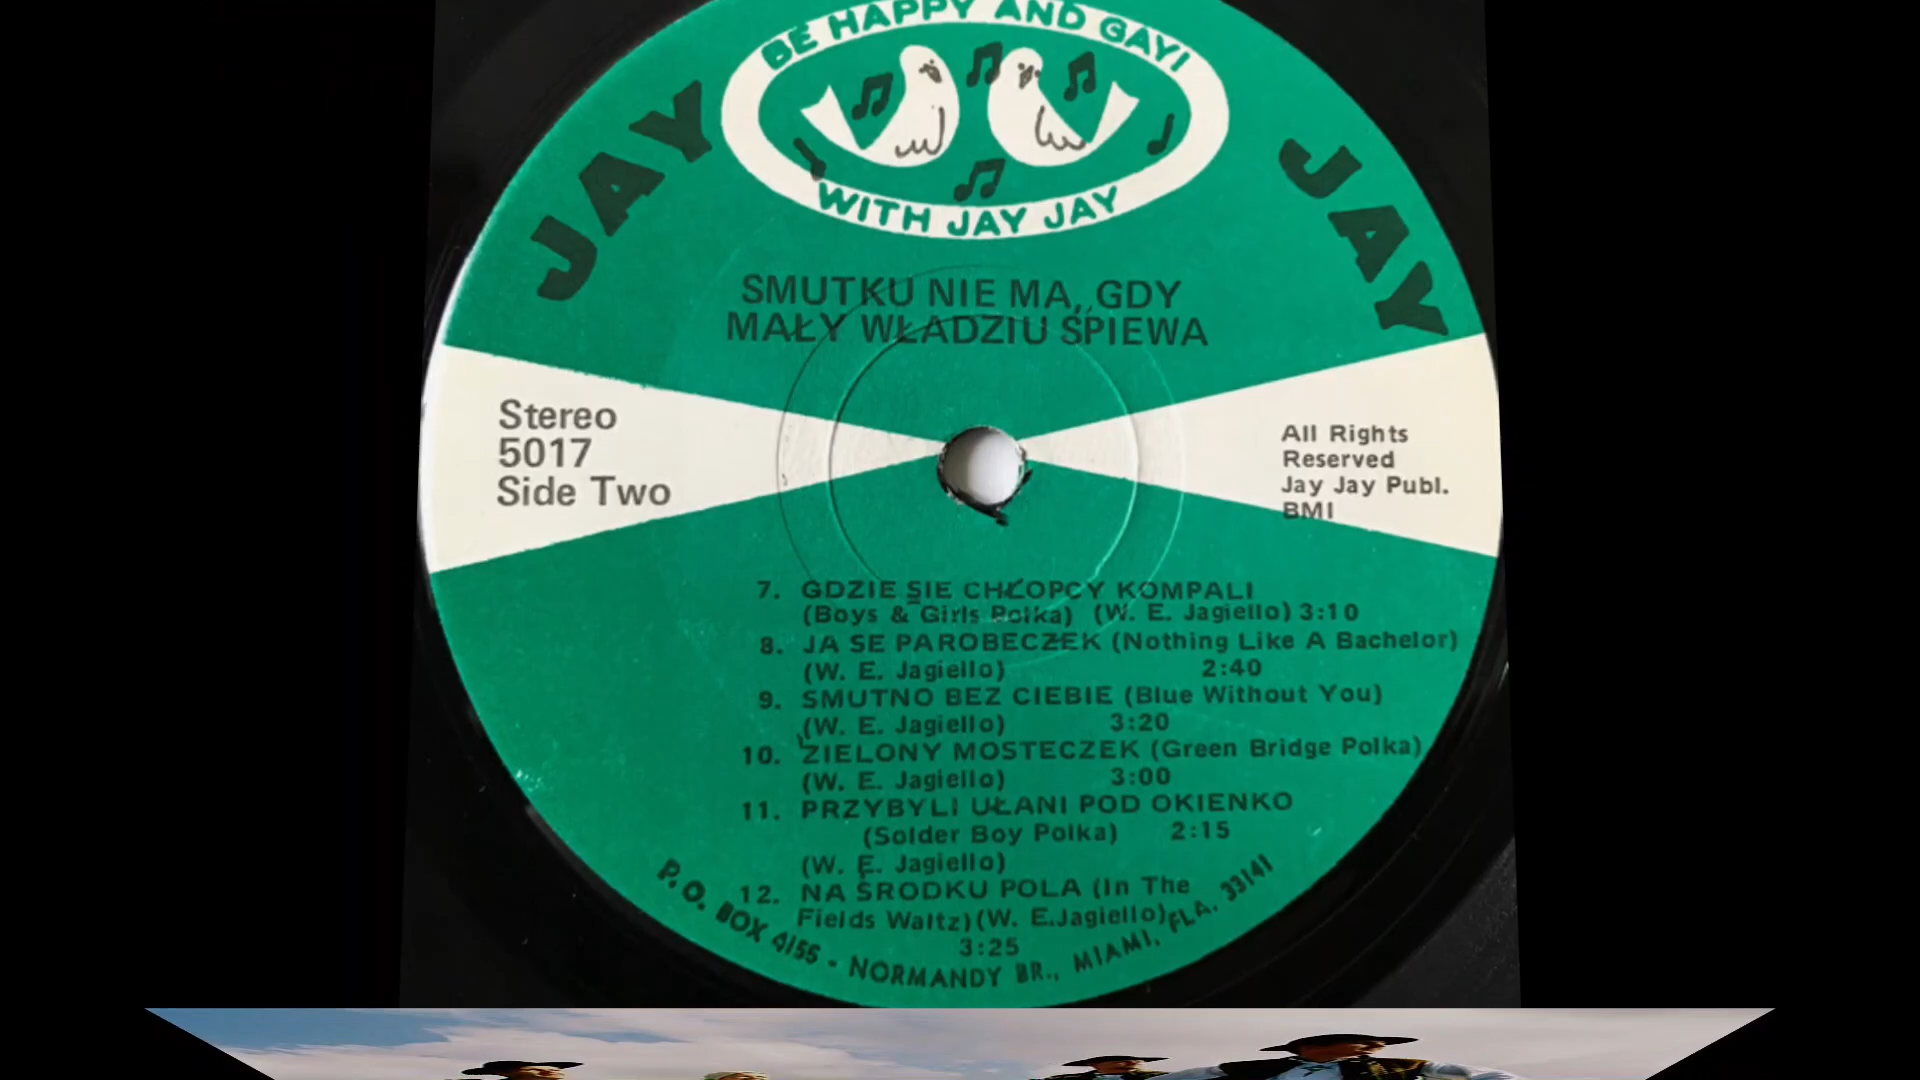 BE HAPPY AND GAY!
JAY
JAY
WITH JAY JAY
SMUTKU NIE MA, GDY
MAŁY WŁADZIU ŚPIEWA
Stereo
5017
Side Two
All Rights
Reserved
Jay Jay Publ.
BMI
7. GDZIE SIE CHŁOPCY KOMPALI
(Boys & Girls Polka) (W. E. Jagiello) 3:10
8. JA SE PAROBECZEK (Nothing Like A Bachelor)
(W. E. Jagiello) 2:40
9. SMUTNO BEZ CIEBIE (Blue Without You)
(W. E. Jagiello) 3:20
10. ZIELONY MOSTECZEK (Green Bridge Polka)
(W. E. Jagiello) 3:00
11. PRZYBYLI UŁANI POD OKIENKO
(Solder Boy Polka) 2:15
(W. E. Jagiello)
12. NA ŚRODKU POLA (In The
Fields Waltz)(W. E.Jagiello)
3:25
P.O. BOX 4155 - NORMANDY BR., MIAMI, FLA. 33141